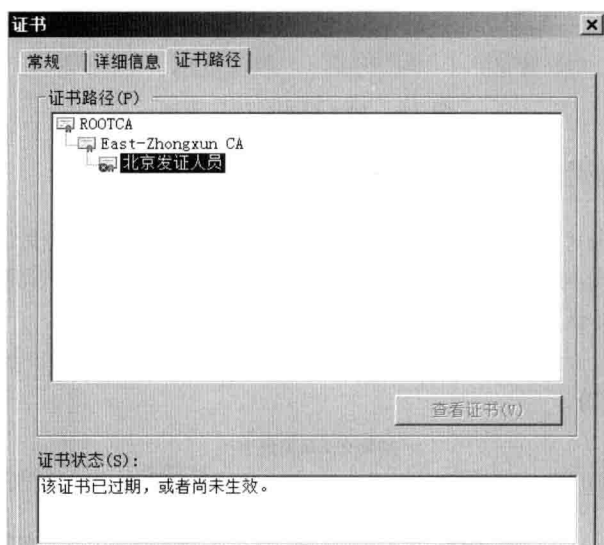 证书
常规 详细信息 证书路径
证书路径(P)
ROOTCA
East-Zhongxun CA
北京发证人员
查看证书(V)
证书状态(S):
该证书已过期，或者尚未生效。